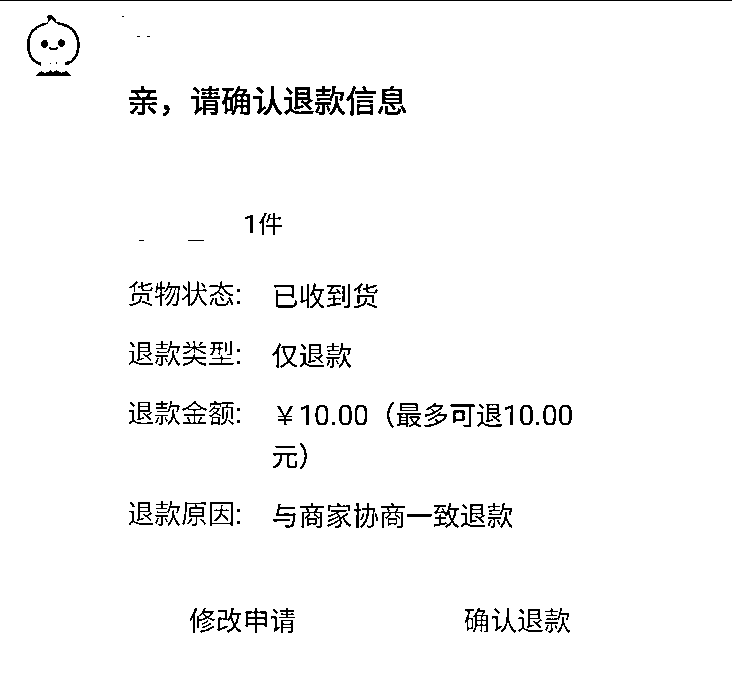 亲，请确认退款信息
1件
货物状态: 已收到货
退款类型: 仅退款
退款金额: ￥10.00（最多可退10.00
元）
退款原因: 与商家协商一致退款
修改申请 确认退款